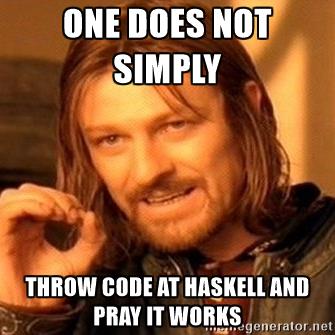 ONE DOES NOT
SIMPLY
THROW CODE AT HASKELL AND
PRAY IT WORKS
memegenerator.net